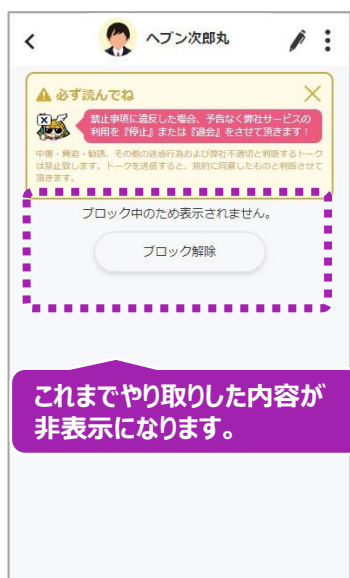 ヘブン次郎丸
必ず読んでね
禁止事項に違反した場合、予告なく弊社サービスの
利用を『停止』または『退会』をさせて頂きます！
中傷・脅迫・勧誘、その他の迷惑行為および弊社不適切と判断するトーク
は禁止致します。トークを送信すると、規約に同意したものと判断させて
頂きます。
ブロック中のため表示されません。
ブロック解除
これまでやり取りした内容が
非表示になります。